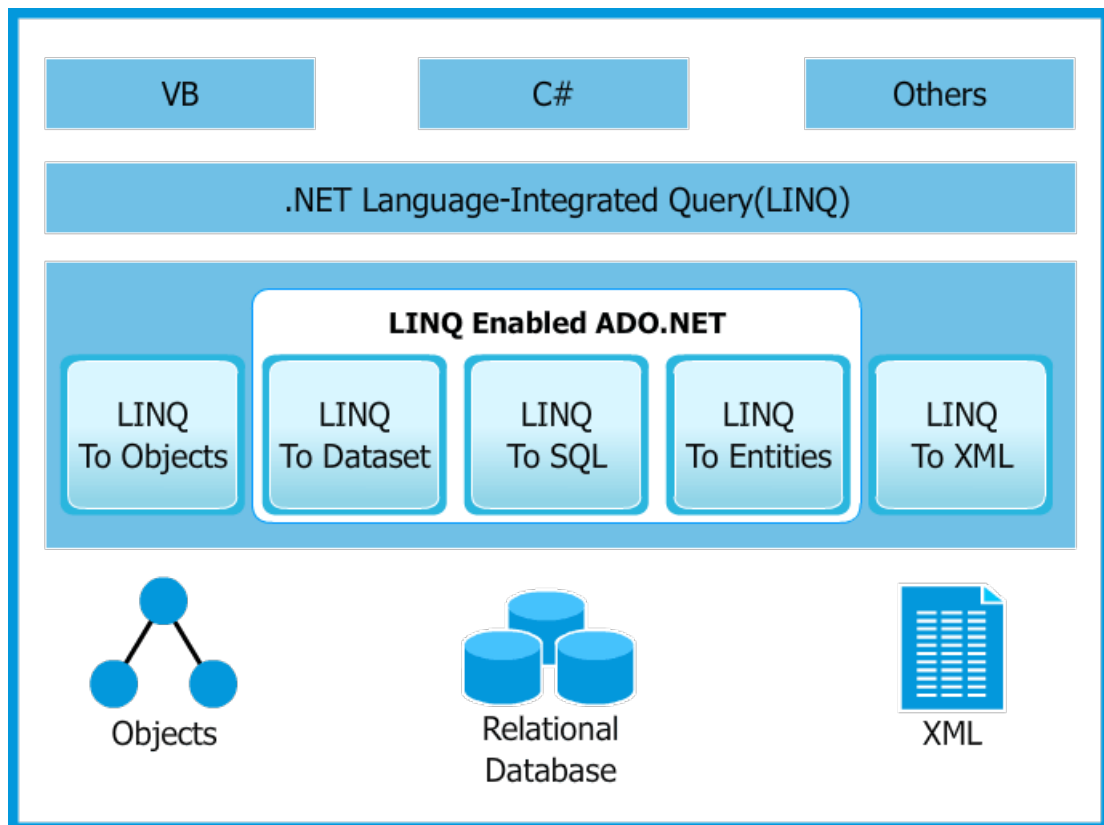 VB
C#
Others
.NET Language-Integrated Query(LINQ)
LINQ Enabled ADO.NET
LINQ
To Objects
LINQ
To Dataset
LINQ
To SQL
LINQ
To Entities
LINQ
To XML
Objects
Relational
Database
XML